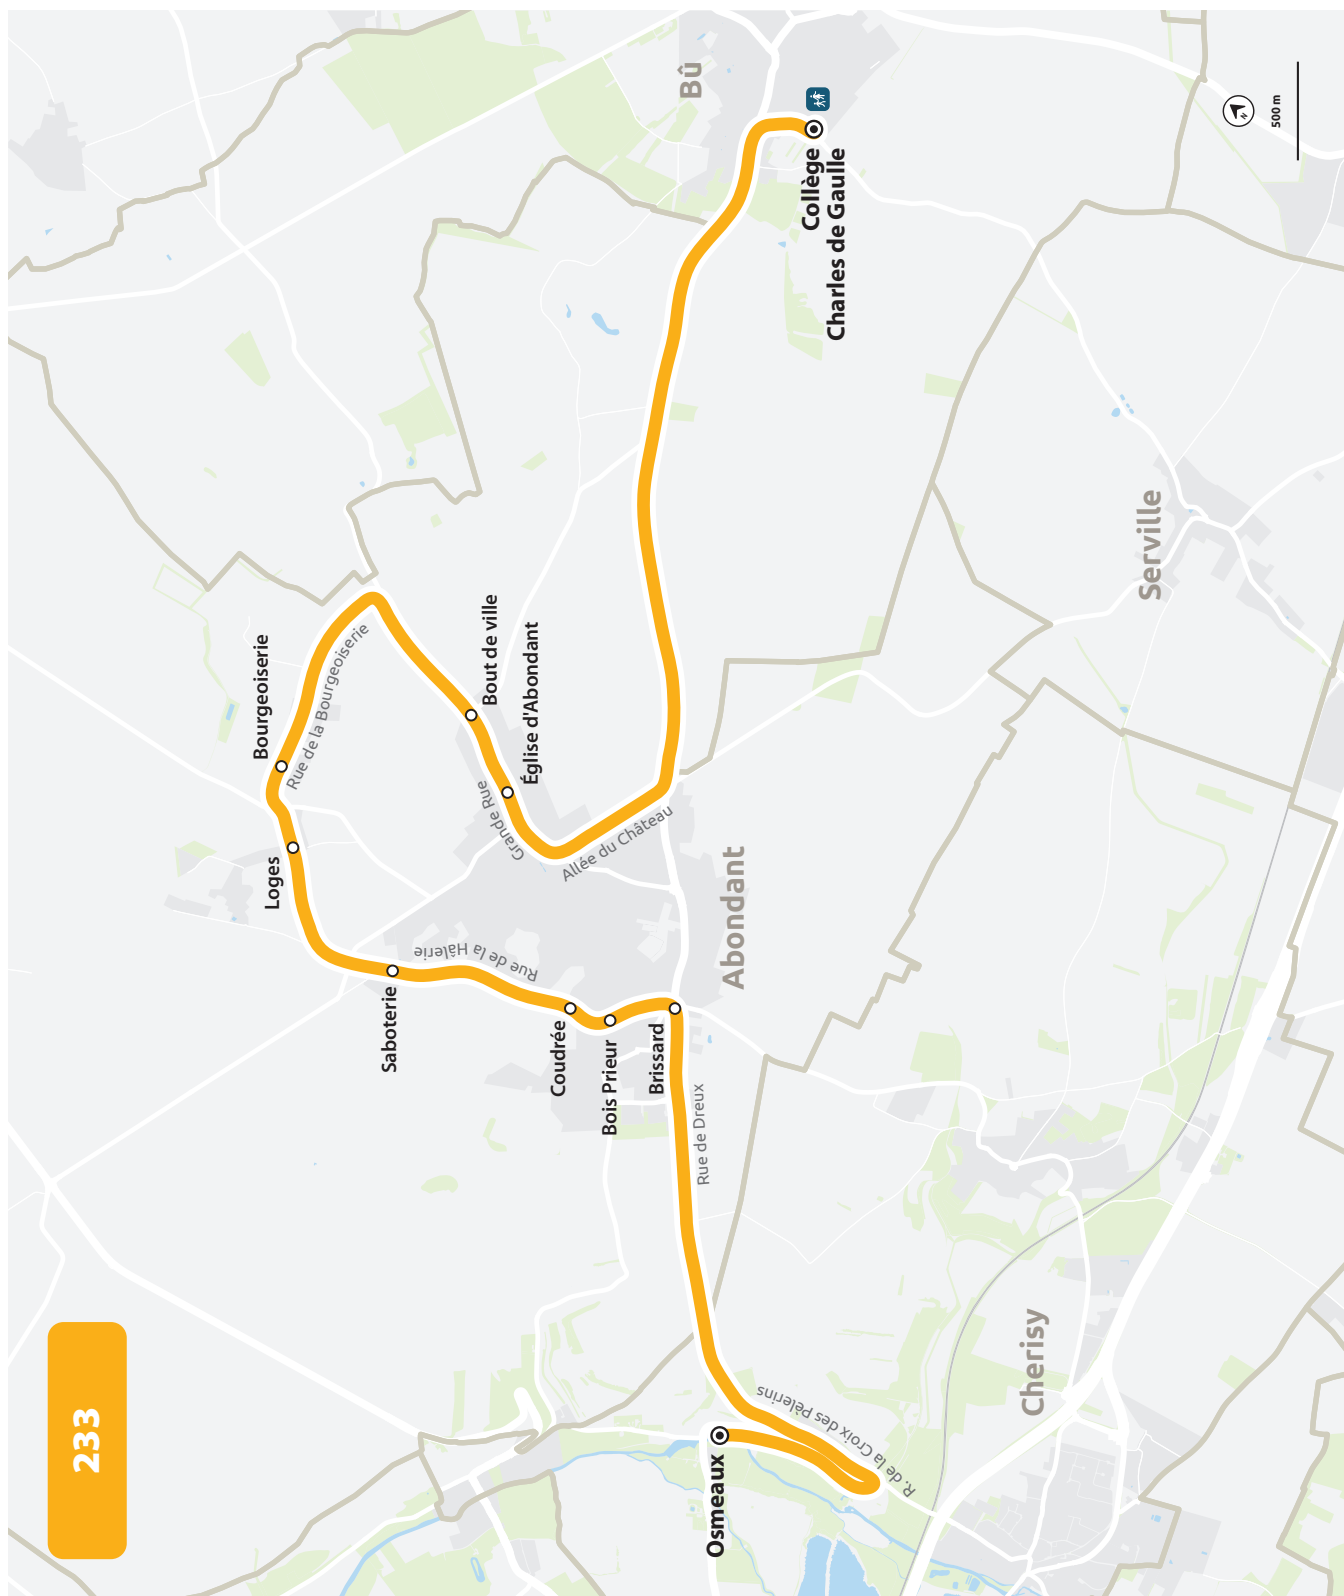 233
Bû
Collège
Charles de Gaulle
N
500 m
Serville
Bourgeoiserie
Rue de la Bourgeoiserie
Bout de ville
Église d'Abondant
Grande Rue
Allée du Château
Loges
Abondant
Rue de la Hâlerie
Saboterie
Coudrée
Bois Prieur
Brissard
Rue de Dreux
Cherisy
R. de la Croix des Pèlerins
Osmeaux